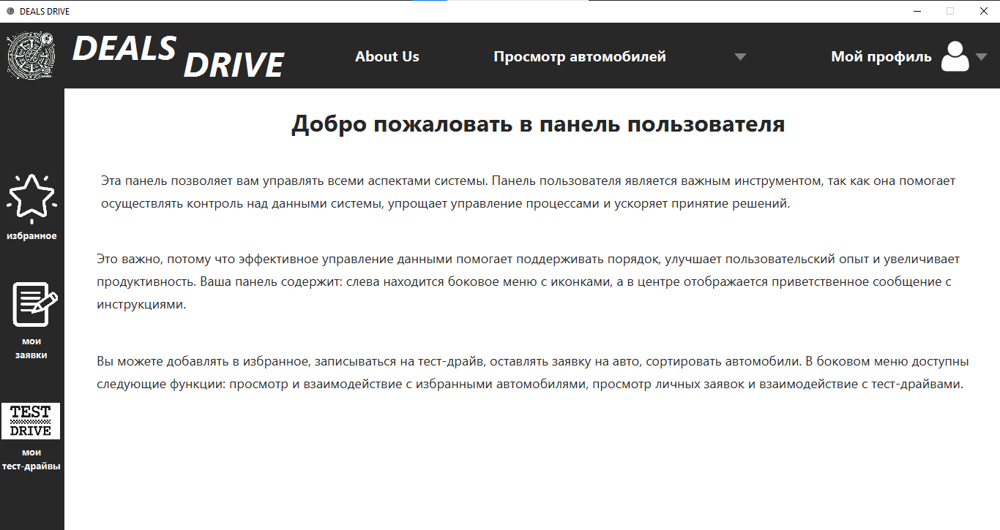 DEALS DRIVE
DEALS
DRIVE
About Us
Просмотр автомобилей
Мой профиль
Добро пожаловать в панель пользователя
Эта панель позволяет вам управлять всеми аспектами системы. Панель пользователя является важным инструментом, так как она помогает
осуществлять контроль над данными системы, упрощает управление процессами и ускоряет принятие решений.
Это важно, потому что эффективное управление данными помогает поддерживать порядок, улучшает пользовательский опыт и увеличивает
продуктивность. Ваша панель содержит: слева находится боковое меню с иконками, а в центре отображается приветственное сообщение с
инструкциями.
Вы можете добавлять в избранное, записываться на тест-драйв, оставлять заявку на авто, сортировать автомобили. В боковом меню доступны
следующие функции: просмотр и взаимодействие с избранными автомобилями, просмотр личных заявок и взаимодействие с тест-драйвами.
избранное
мои
заявки
TEST
DRIVE
мои
тест-драйвы